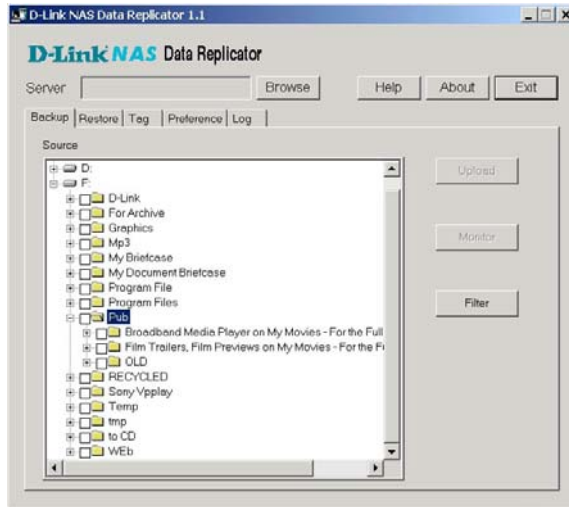 D-Link NAS Data Replicator 1.1
D-Link NAS Data Replicator
Server Browse Help About Exit
Backup Restore Tag Preference Log
Source
D:
F:
D-Link
For Archive
Graphics
Mp3
My Briefcase
My Document Briefcase
Program File
Program Files
Pub
Broadband Media Player on My Movies - For the Full
Film Trailers, Film Previews on My Movies - For the Fu
OLD
RECYCLED
Sony Vpplay
Temp
tmp
to CD
WEb
Upload
Monitor
Filter